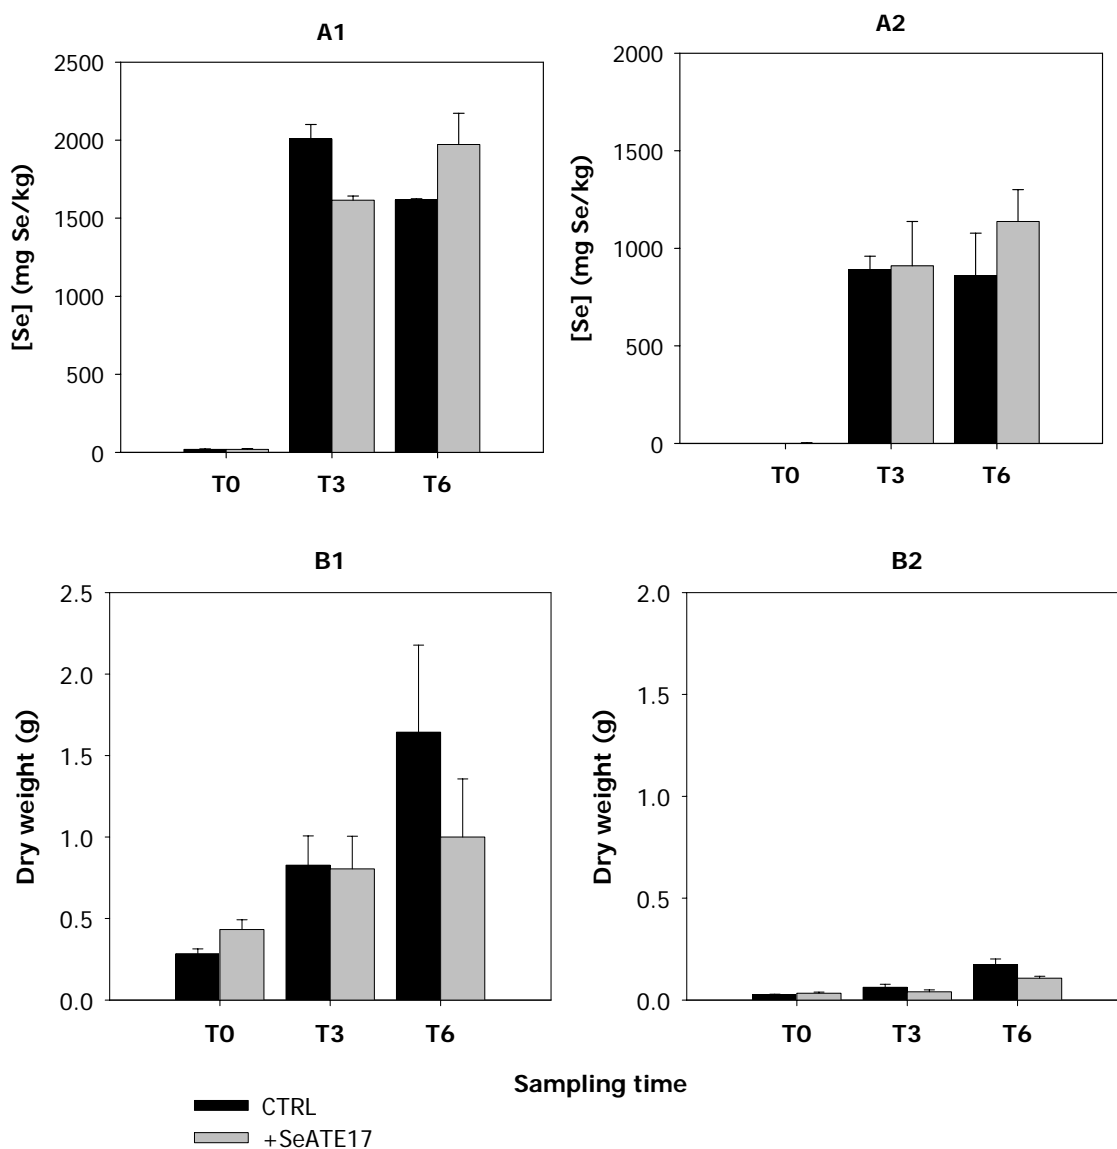 A1
2500
2000
1500
1000
500
0
[Se] (mg Se/kg)
T0 T3 T6
A2
2000
1500
1000
500
0
[Se] (mg Se/kg)
T0 T3 T6
B1
2.5
2.0
1.5
1.0
0.5
0.0
Dry weight (g)
T0 T3 T6
B2
2.0
1.5
1.0
0.5
0.0
Dry weight (g)
T0 T3 T6
Sampling time
CTRL
+SeATE17